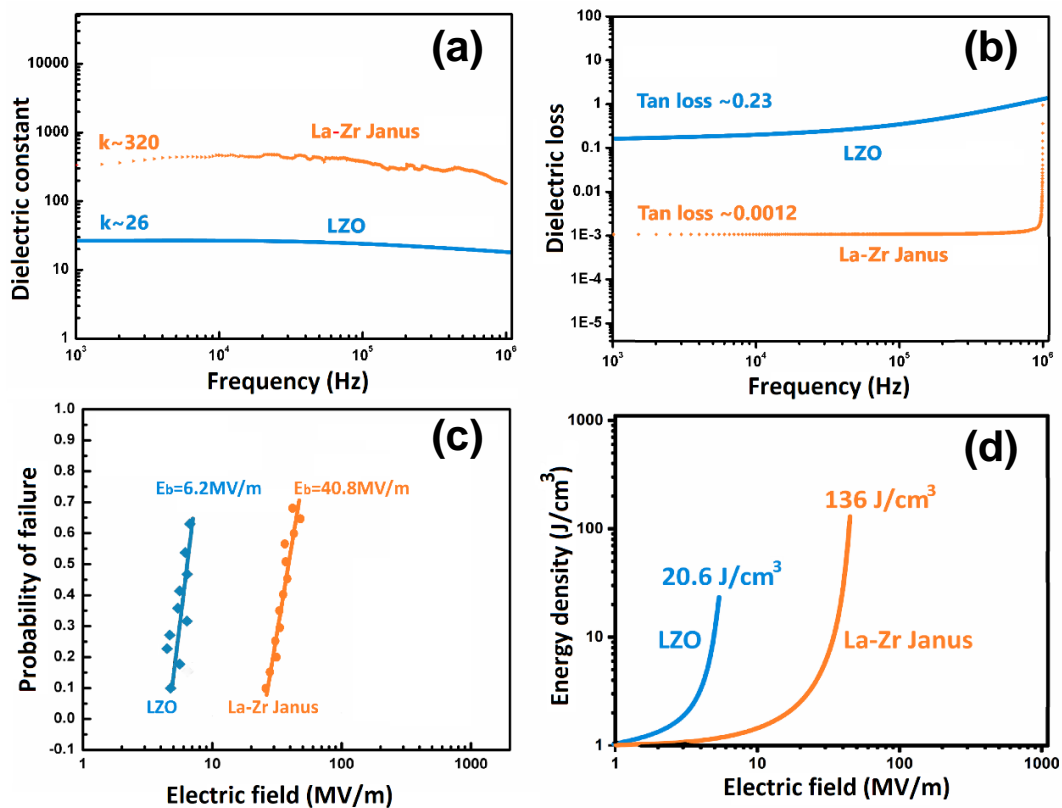 (a)
10000
1000
100
10
1
Dielectric constant
k~320
La-Zr Janus
k~26
LZO
10³
10⁴
10⁵
10⁶
Frequency (Hz)
(b)
100
10
1
0.1
0.01
1E-3
1E-4
Dielectric loss
Tan loss ~0.23
LZO
Tan loss ~0.0012
La-Zr Janus
10³
10⁴
10⁵
10⁶
Frequency (Hz)
(c)
1.0
0.9
0.8
0.7
0.6
0.5
0.4
0.3
0.2
0.1
0.0
-0.1
Probability of failure
Eb=6.2MV/m
Eb=40.8MV/m
LZO
La-Zr Janus
1
10
100
1000
Electric field (MV/m)
(d)
1000
100
10
1
Energy density (J/cm³)
136 J/cm³
20.6 J/cm³
LZO
La-Zr Janus
1
10
100
1000
Electric field (MV/m)